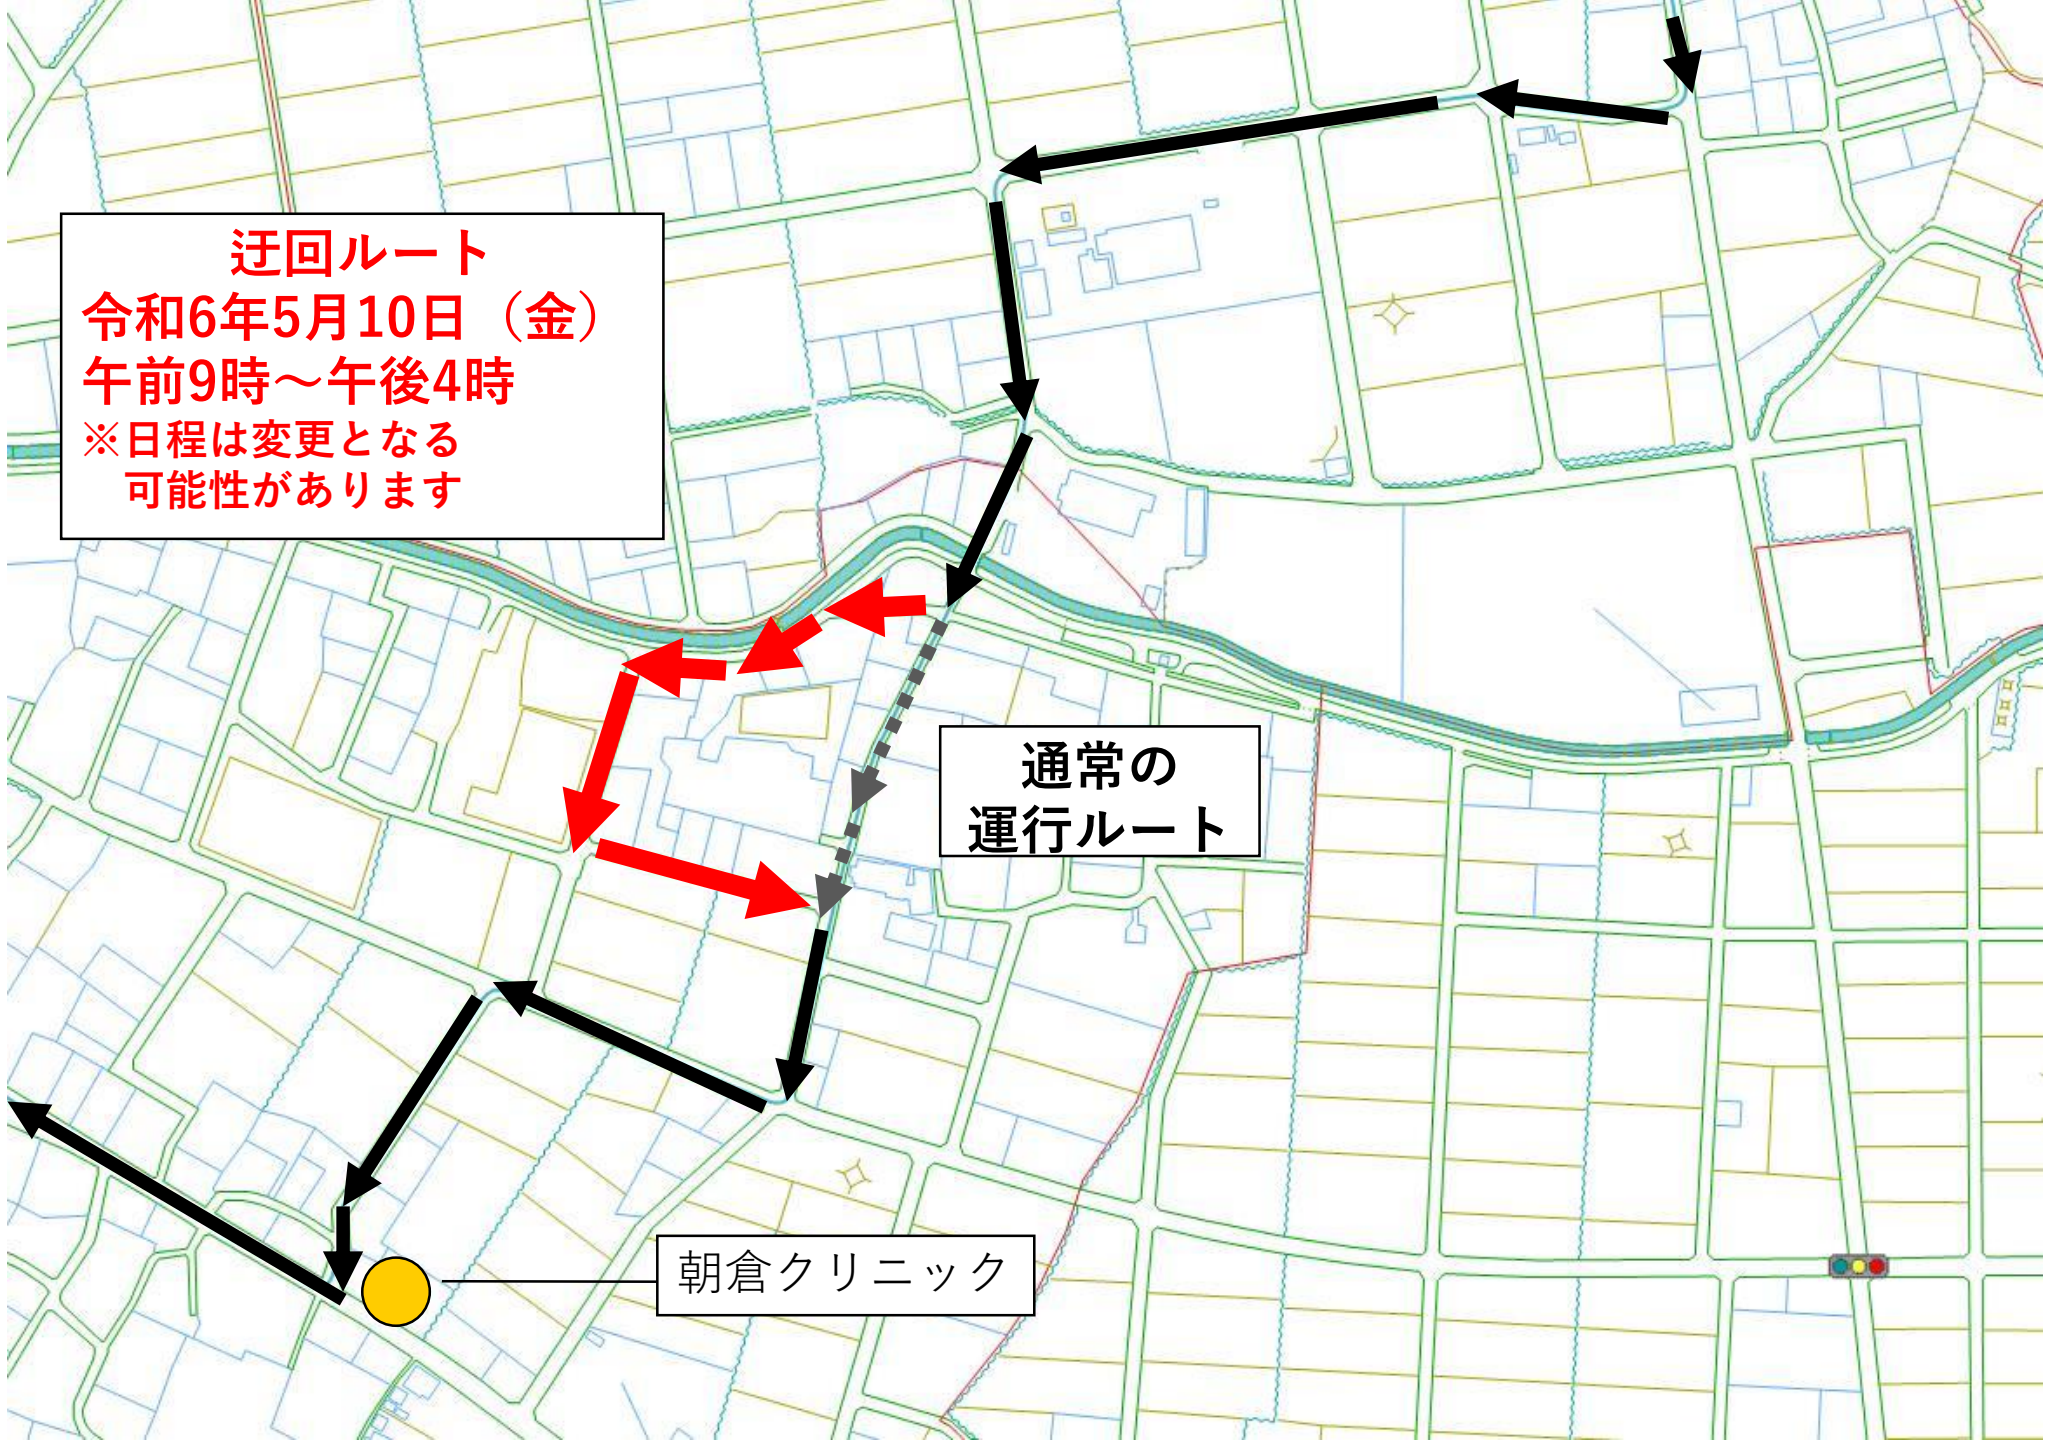 迂回ルート
令和6年5月10日（金）
午前9時～午後4時
※日程は変更となる
可能性があります
通常の
運行ルート
朝倉クリニック